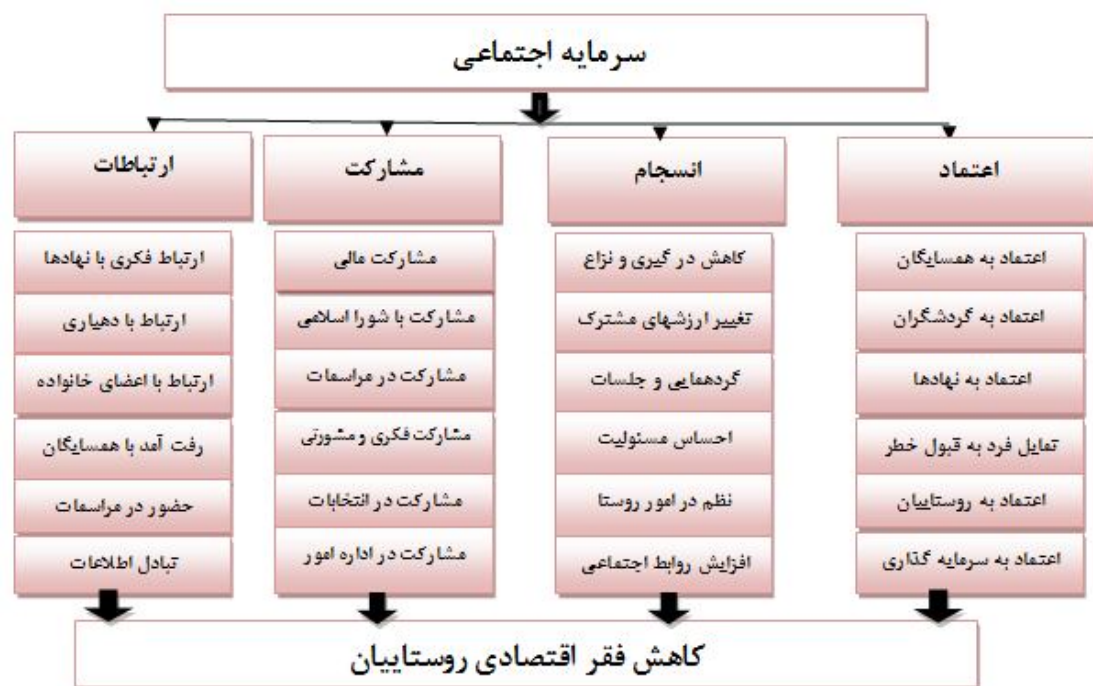 سرمایه اجتماعی
اعتماد
اعتماد به همسایگان
اعتماد به گردشگران
اعتماد به نهادها
تمایل فرد به قبول خطر
اعتماد به روستاییان
اعتماد به سرمایه گذاری
انسجام
کاهش در گیری و نزاع
تغییر ارزشهای مشترک
گردهمایی و جلسات
احساس مسئولیت
نظم در امور روستا
افزایش روابط اجتماعی
مشارکت
مشارکت مالی
مشارکت با شورا اسلامی
مشارکت در مراسمات
مشارکت فکری و مشورتی
مشارکت در انتخابات
مشارکت در اداره امور
ارتباطات
ارتباط فکری با نهادها
ارتباط با دهیاری
ارتباط با اعضای خانواده
رفت آمد با همسایگان
حضور در مراسمات
تبادل اطلاعات
کاهش فقر اقتصادی روستاییان